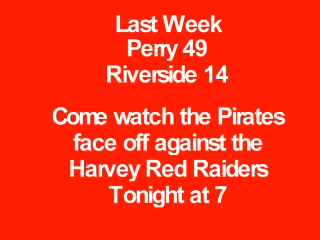 Last Week
Perry 49
Riverside 14
Come watch the Pirates
face off against the
Harvey Red Raiders
Tonight at 7